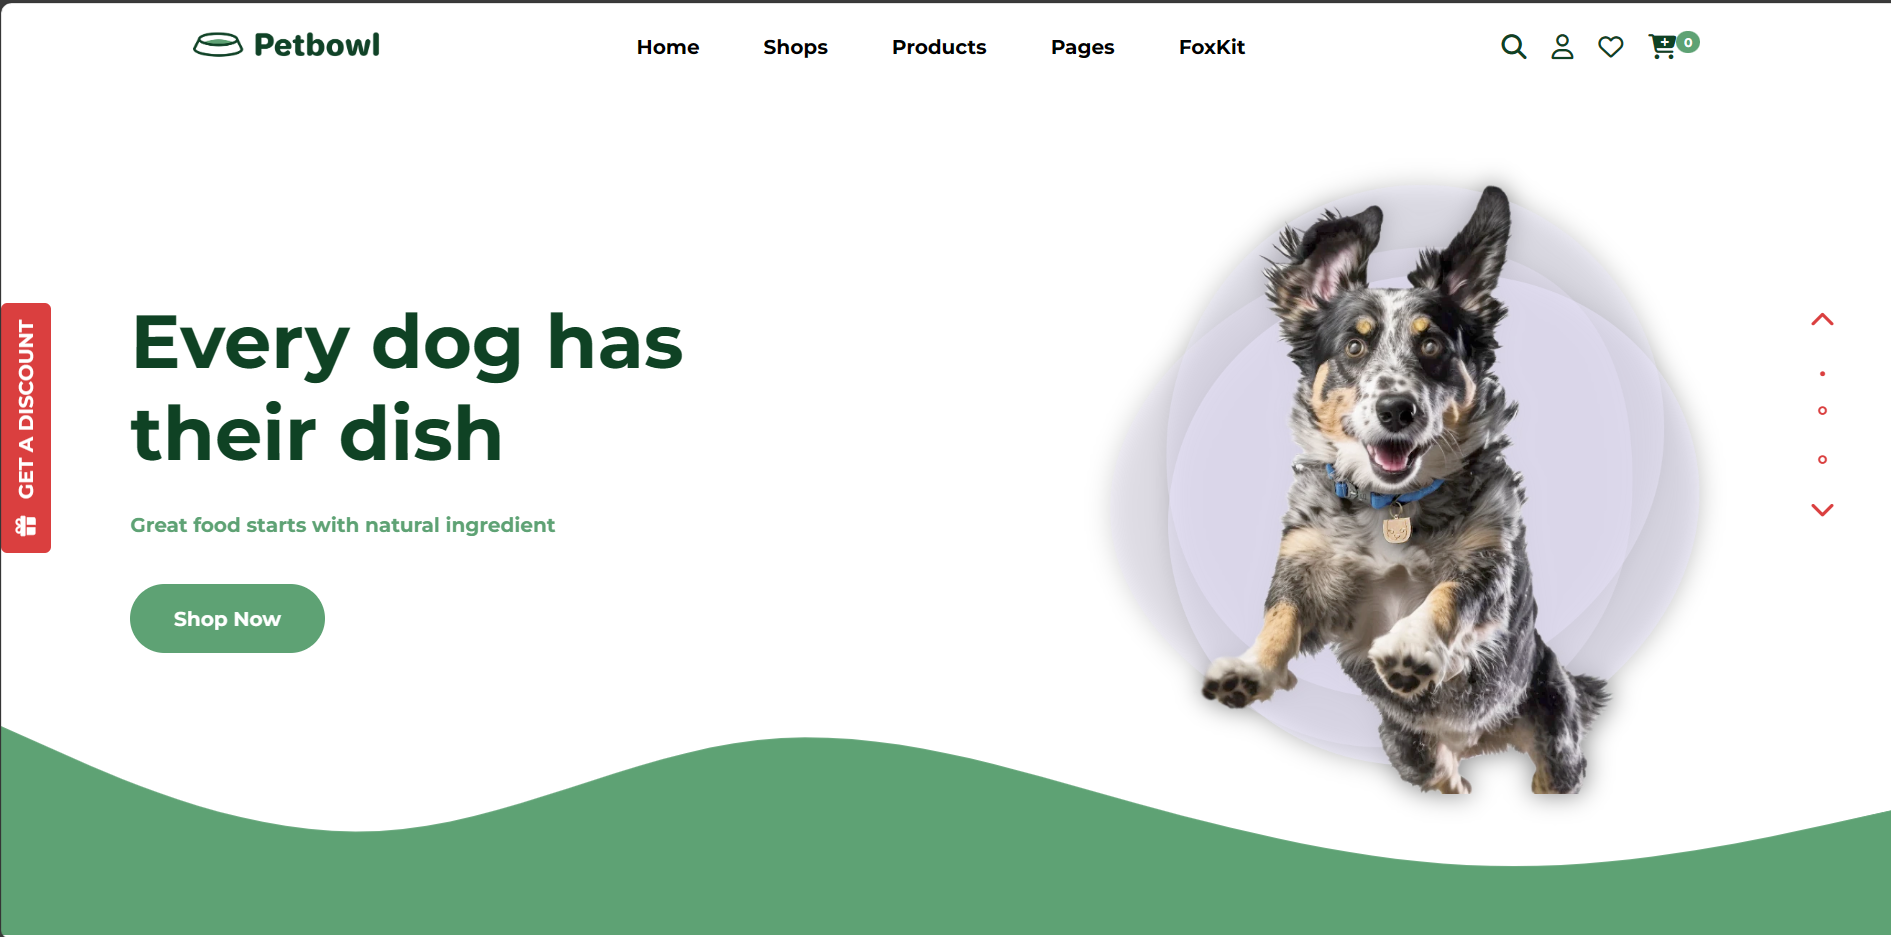 Petbowl
Home
Shops
Products
Pages
FoxKit
0
GET A DISCOUNT
Every dog has
their dish
Great food starts with natural ingredient
Shop Now